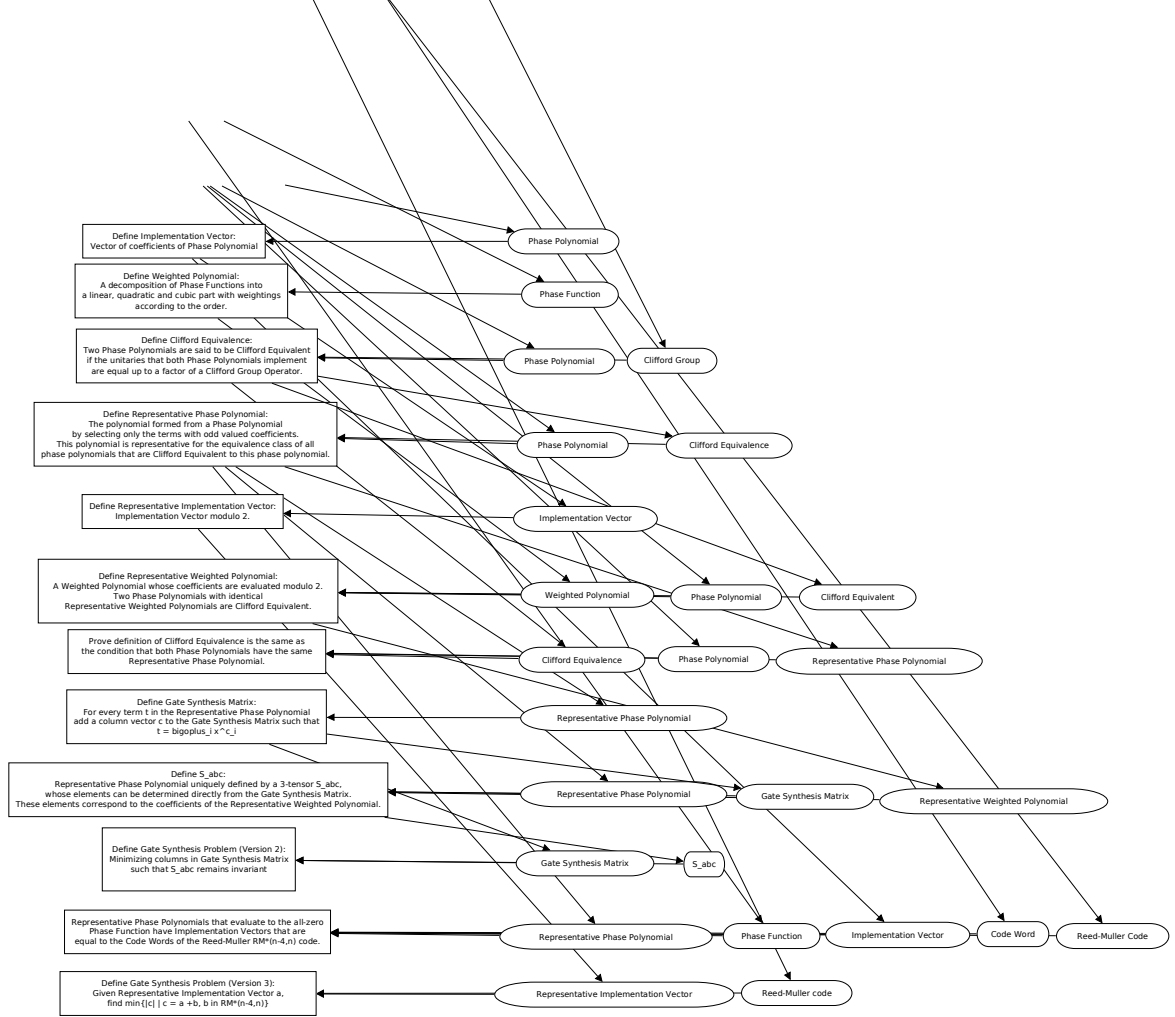 Define Implementation Vector:
Vector of coefficients of Phase Polynomial
Phase Polynomial
Define Weighted Polynomial:
A decomposition of Phase Functions into
a linear, quadratic and cubic part with weightings
according to the order.
Phase Function
Define Clifford Equivalence:
Two Phase Polynomials are said to be Clifford Equivalent
if the unitaries that both Phase Polynomials implement
are equal up to a factor of a Clifford Group Operator.
Phase Polynomial
Clifford Group
Define Representative Phase Polynomial:
The polynomial formed from a Phase Polynomial
by selecting only the terms with odd valued coefficients.
This polynomial is representative for the equivalence class of all
phase polynomials that are Clifford Equivalent to this phase polynomial.
Phase Polynomial
Clifford Equivalence
Define Representative Implementation Vector:
Implementation Vector modulo 2.
Implementation Vector
Define Representative Weighted Polynomial:
A Weighted Polynomial whose coefficients are evaluated modulo 2.
Two Phase Polynomials with identical
Representative Weighted Polynomials are Clifford Equivalent.
Weighted Polynomial
Phase Polynomial
Clifford Equivalent
Prove definition of Clifford Equivalence is the same as
the condition that both Phase Polynomials have the same
Representative Phase Polynomial.
Clifford Equivalence
Phase Polynomial
Representative Phase Polynomial
Define Gate Synthesis Matrix:
For every term t in the Representative Phase Polynomial
add a column vector c to the Gate Synthesis Matrix such that
t = bigoplus_i x^c_i
Representative Phase Polynomial
Define S_abc:
Representative Phase Polynomial uniquely defined by a 3-tensor S_abc,
whose elements can be determined directly from the Gate Synthesis Matrix.
These elements correspond to the coefficients of the Representative Weighted Polynomial.
Representative Phase Polynomial
Gate Synthesis Matrix
Representative Weighted Polynomial
Define Gate Synthesis Problem (Version 2):
Minimizing columns in Gate Synthesis Matrix
such that S_abc remains invariant
Gate Synthesis Matrix
S_abc
Representative Phase Polynomials that evaluate to the all-zero
Phase Function have Implementation Vectors that are
equal to the Code Words of the Reed-Muller RM*(n-4,n) code.
Representative Phase Polynomial
Phase Function
Implementation Vector
Code Word
Reed-Muller Code
Define Gate Synthesis Problem (Version 3):
Given Representative Implementation Vector a,
find min{|c| | c = a +b, b in RM*(n-4,n)}
Representative Implementation Vector
Reed-Muller code